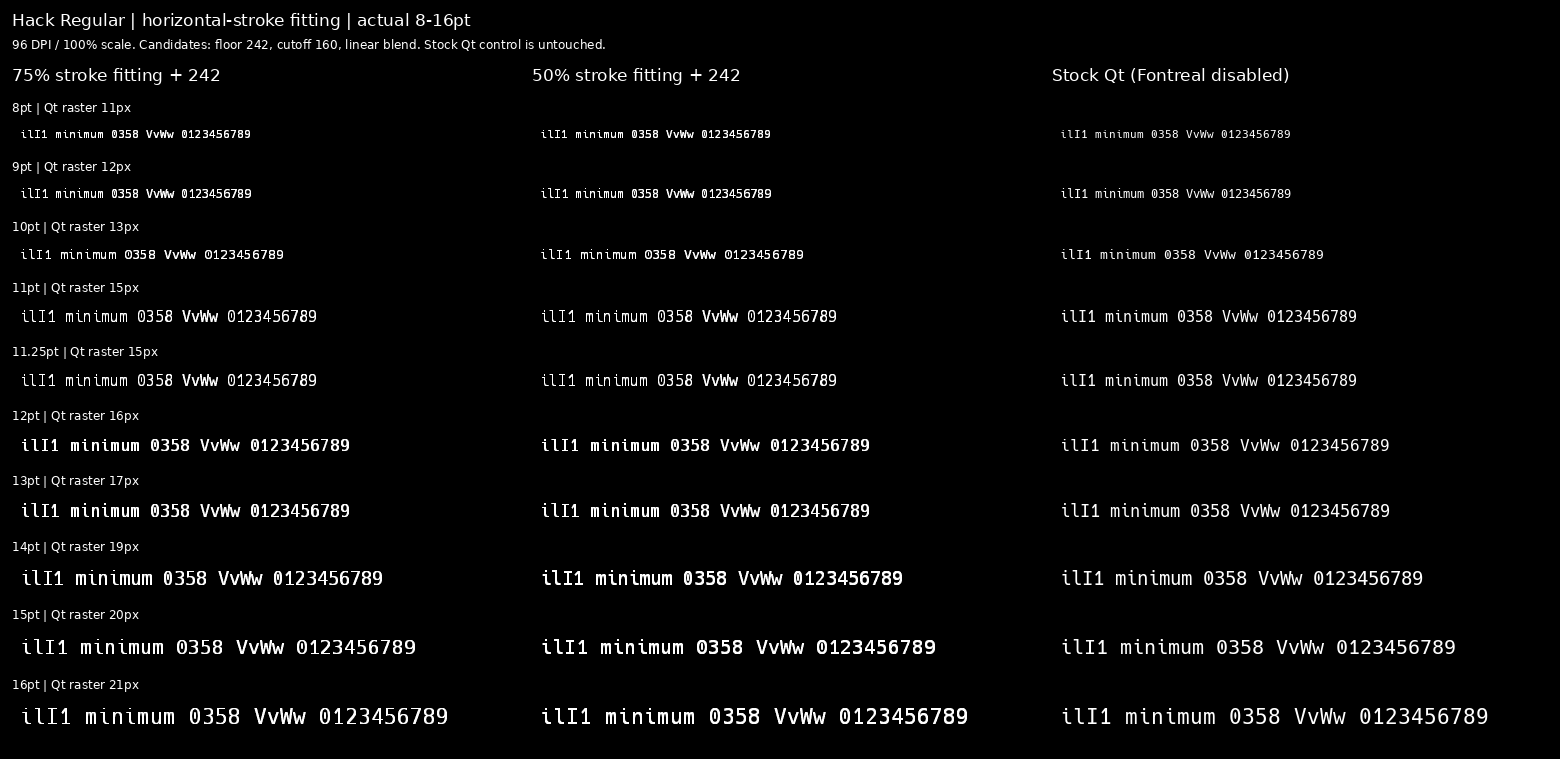 Hack Regular | horizontal-stroke fitting | actual 8-16pt
96 DPI / 100% scale. Candidates: floor 242, cutoff 160, linear blend. Stock Qt control is untouched.
75% stroke fitting + 242 50% stroke fitting + 242 Stock Qt (Fontreal disabled)
8pt | Qt raster 11px
ilI1 minimum 0358 VvWw 0123456789 ilI1 minimum 0358 VvWw 0123456789 ilI1 minimum 0358 VvWw 0123456789
9pt | Qt raster 12px
ilI1 minimum 0358 VvWw 0123456789 ilI1 minimum 0358 VvWw 0123456789 ilI1 minimum 0358 VvWw 0123456789
10pt | Qt raster 13px
ilI1 minimum 0358 VvWw 0123456789 ilI1 minimum 0358 VvWw 0123456789 ilI1 minimum 0358 VvWw 0123456789
11pt | Qt raster 15px
ilI1 minimum 0358 VvWw 0123456789 ilI1 minimum 0358 VvWw 0123456789 ilI1 minimum 0358 VvWw 0123456789
11.25pt | Qt raster 15px
ilI1 minimum 0358 VvWw 0123456789 ilI1 minimum 0358 VvWw 0123456789 ilI1 minimum 0358 VvWw 0123456789
12pt | Qt raster 16px
ilI1 minimum 0358 VvWw 0123456789 ilI1 minimum 0358 VvWw 0123456789 ilI1 minimum 0358 VvWw 0123456789
13pt | Qt raster 17px
ilI1 minimum 0358 VvWw 0123456789 ilI1 minimum 0358 VvWw 0123456789 ilI1 minimum 0358 VvWw 0123456789
14pt | Qt raster 19px
ilI1 minimum 0358 VvWw 0123456789 ilI1 minimum 0358 VvWw 0123456789 ilI1 minimum 0358 VvWw 0123456789
15pt | Qt raster 20px
ilI1 minimum 0358 VvWw 0123456789 ilI1 minimum 0358 VvWw 0123456789 ilI1 minimum 0358 VvWw 0123456789
16pt | Qt raster 21px
ilI1 minimum 0358 VvWw 0123456789 ilI1 minimum 0358 VvWw 0123456789 ilI1 minimum 0358 VvWw 0123456789